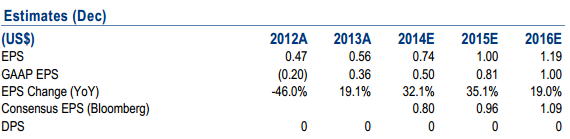 Estimates (Dec)
(US$) 2012A 2013A 2014E 2015E 2016E
EPS 0.47 0.56 0.74 1.00 1.19
GAAP EPS (0.20) 0.36 0.50 0.81 1.00
EPS Change (YoY) -46.0% 19.1% 32.1% 35.1% 19.0%
Consensus EPS (Bloomberg) 0.80 0.96 1.09
DPS 0 0 0 0 0